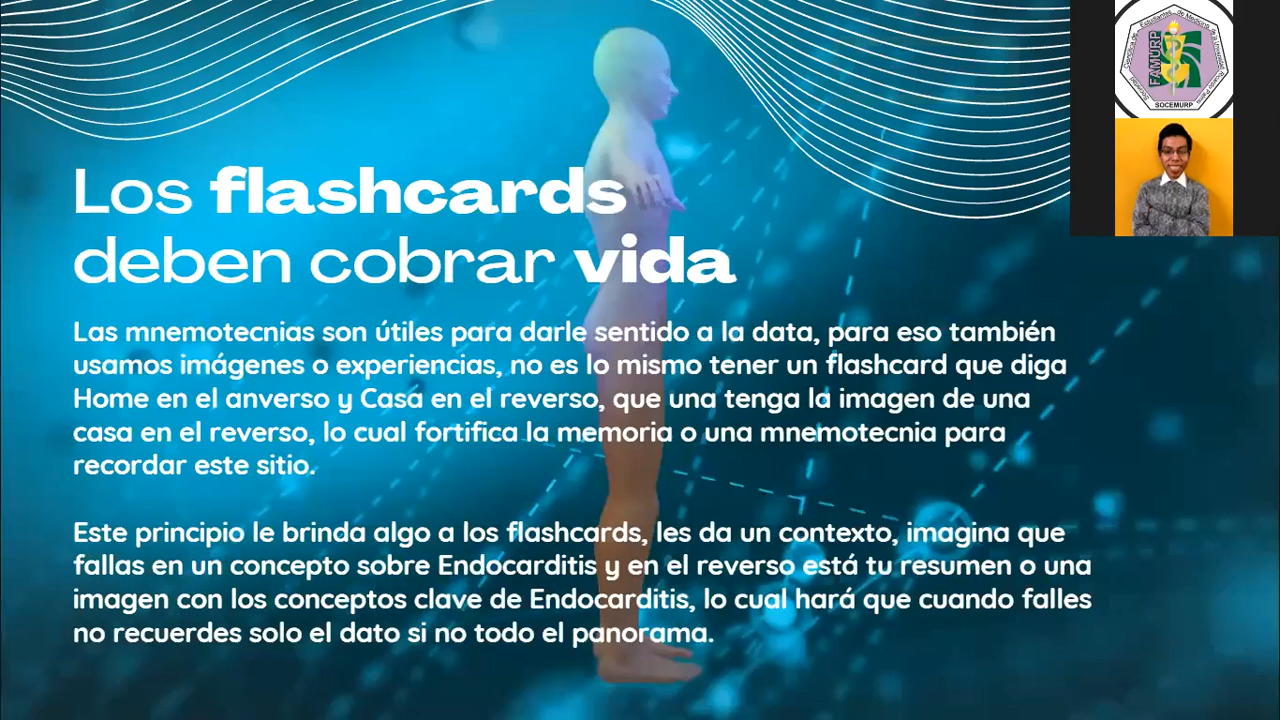 Los flashcards
deben cobrar vida
Las mnemotecnias son útiles para darle sentido a la data, para eso también
usamos imágenes o experiencias, no es lo mismo tener un flashcard que diga
Home en el anverso y Casa en el reverso, que una tenga la imagen de una
casa en el reverso, lo cual fortifica la memoria o una mnemotecnia para
recordar este sitio.
Este principio le brinda algo a los flashcards, les da un contexto, imagina que
fallas en un concepto sobre Endocarditis y en el reverso está tu resumen o una
imagen con los conceptos clave de Endocarditis, lo cual hará que cuando falles
no recuerdes solo el dato si no todo el panorama.
FAMURP
SOCEMURP